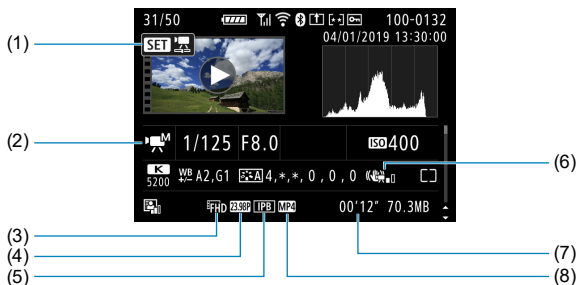 31/50 100-0132
(1) SET 04/01/2019 13:30:00
(2) M 1/125 F8.0 ISO 400
K 5200 WB +/- A2,G1 A 4,*,*,0,0,0 (6)
FHD 23.98P IPB MP4 00'12" 70.3MB
(3) (7)
(4) (8)
(5)